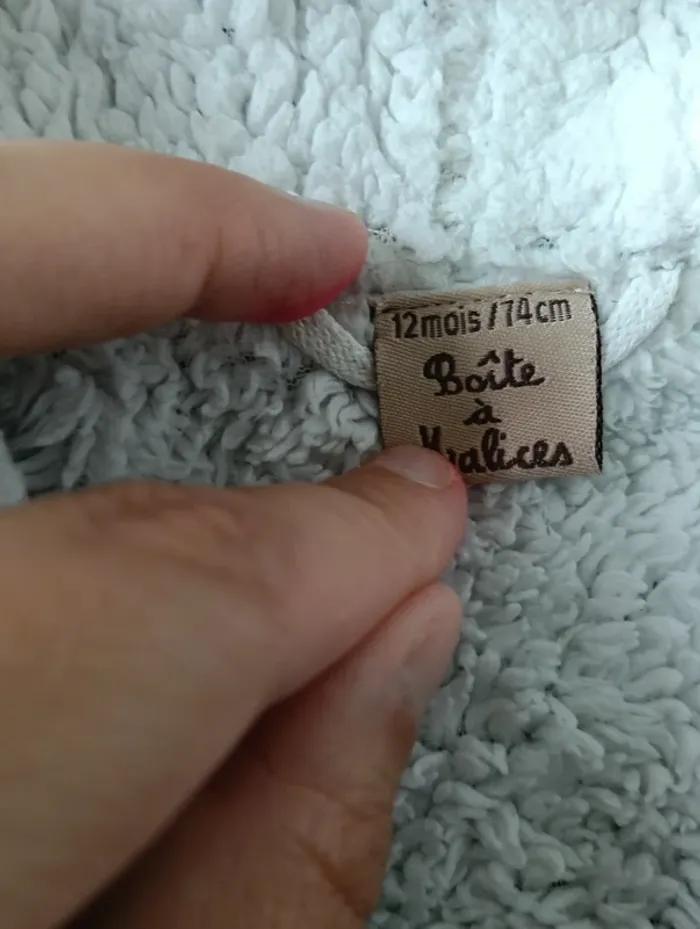 12mois/74cm
Boîte
à
Malices